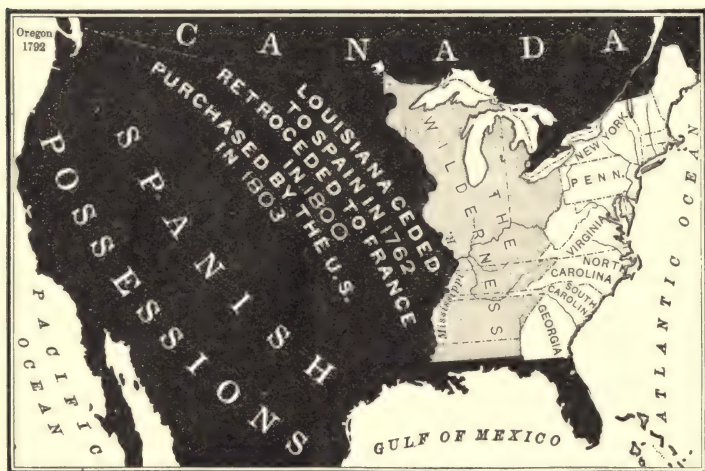 Oregon
1792
CANADA
LOUISIANA CEDED
TO SPAIN IN 1762
RETROCEDED TO FRANCE
IN 1800
PURCHASED BY THE U.S.
IN 1803
SPANISH
POSSESSIONS
THE
WILDERNESS
Mississippi R.
NEW YORK
PENN.
VIRGINIA
NORTH
CAROLINA
SOUTH
CAROLINA
GEORGIA
PACIFIC
OCEAN
ATLANTIC OCEAN
GULF OF MEXICO